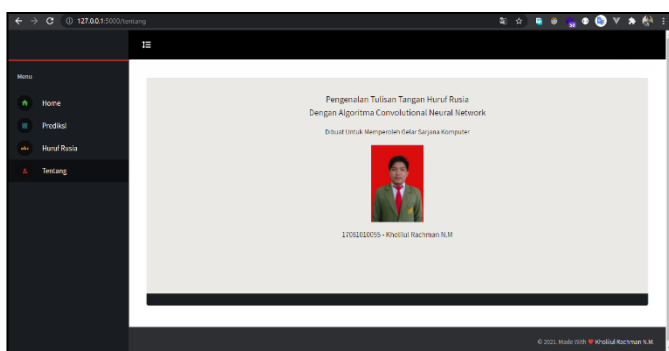 127.0.0.1:5000/tentang
Menu
Home
Prediksi
Huruf Rusia
Tentang
Pengenalan Tulisan Tangan Huruf Rusia
Dengan Algoritma Convolutional Neural Network
Dibuat Untuk Memperoleh Gelar Sarjana Komputer
17081010055 - Kholilul Rachman N.M
© 2021. Made With ❤ Kholilul Rachman N.M.